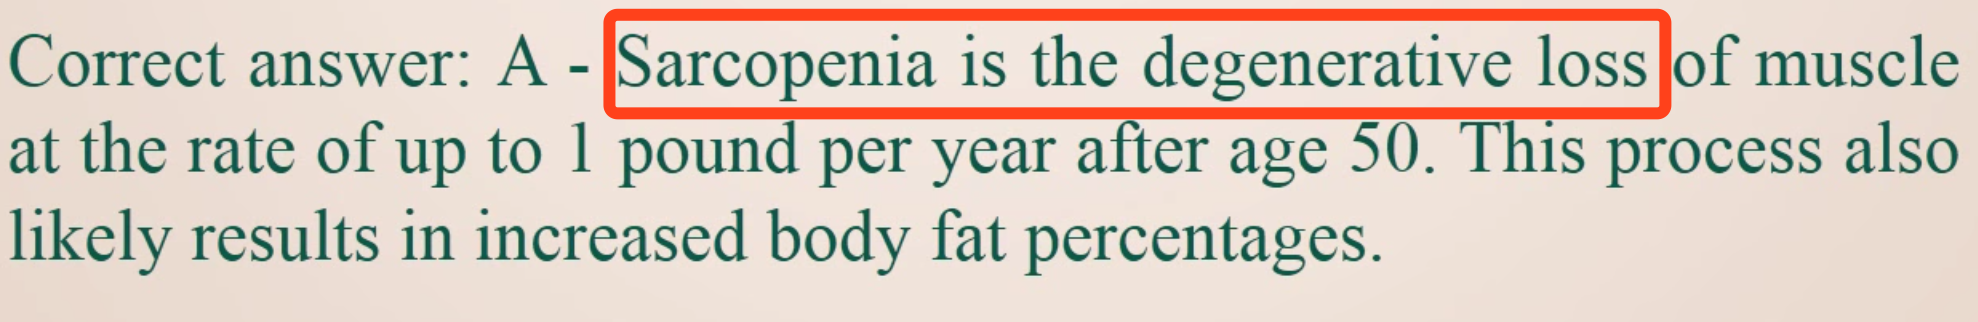 Correct answer: A - Sarcopenia is the degenerative loss of muscle
at the rate of up to 1 pound per year after age 50. This process also
likely results in increased body fat percentages.